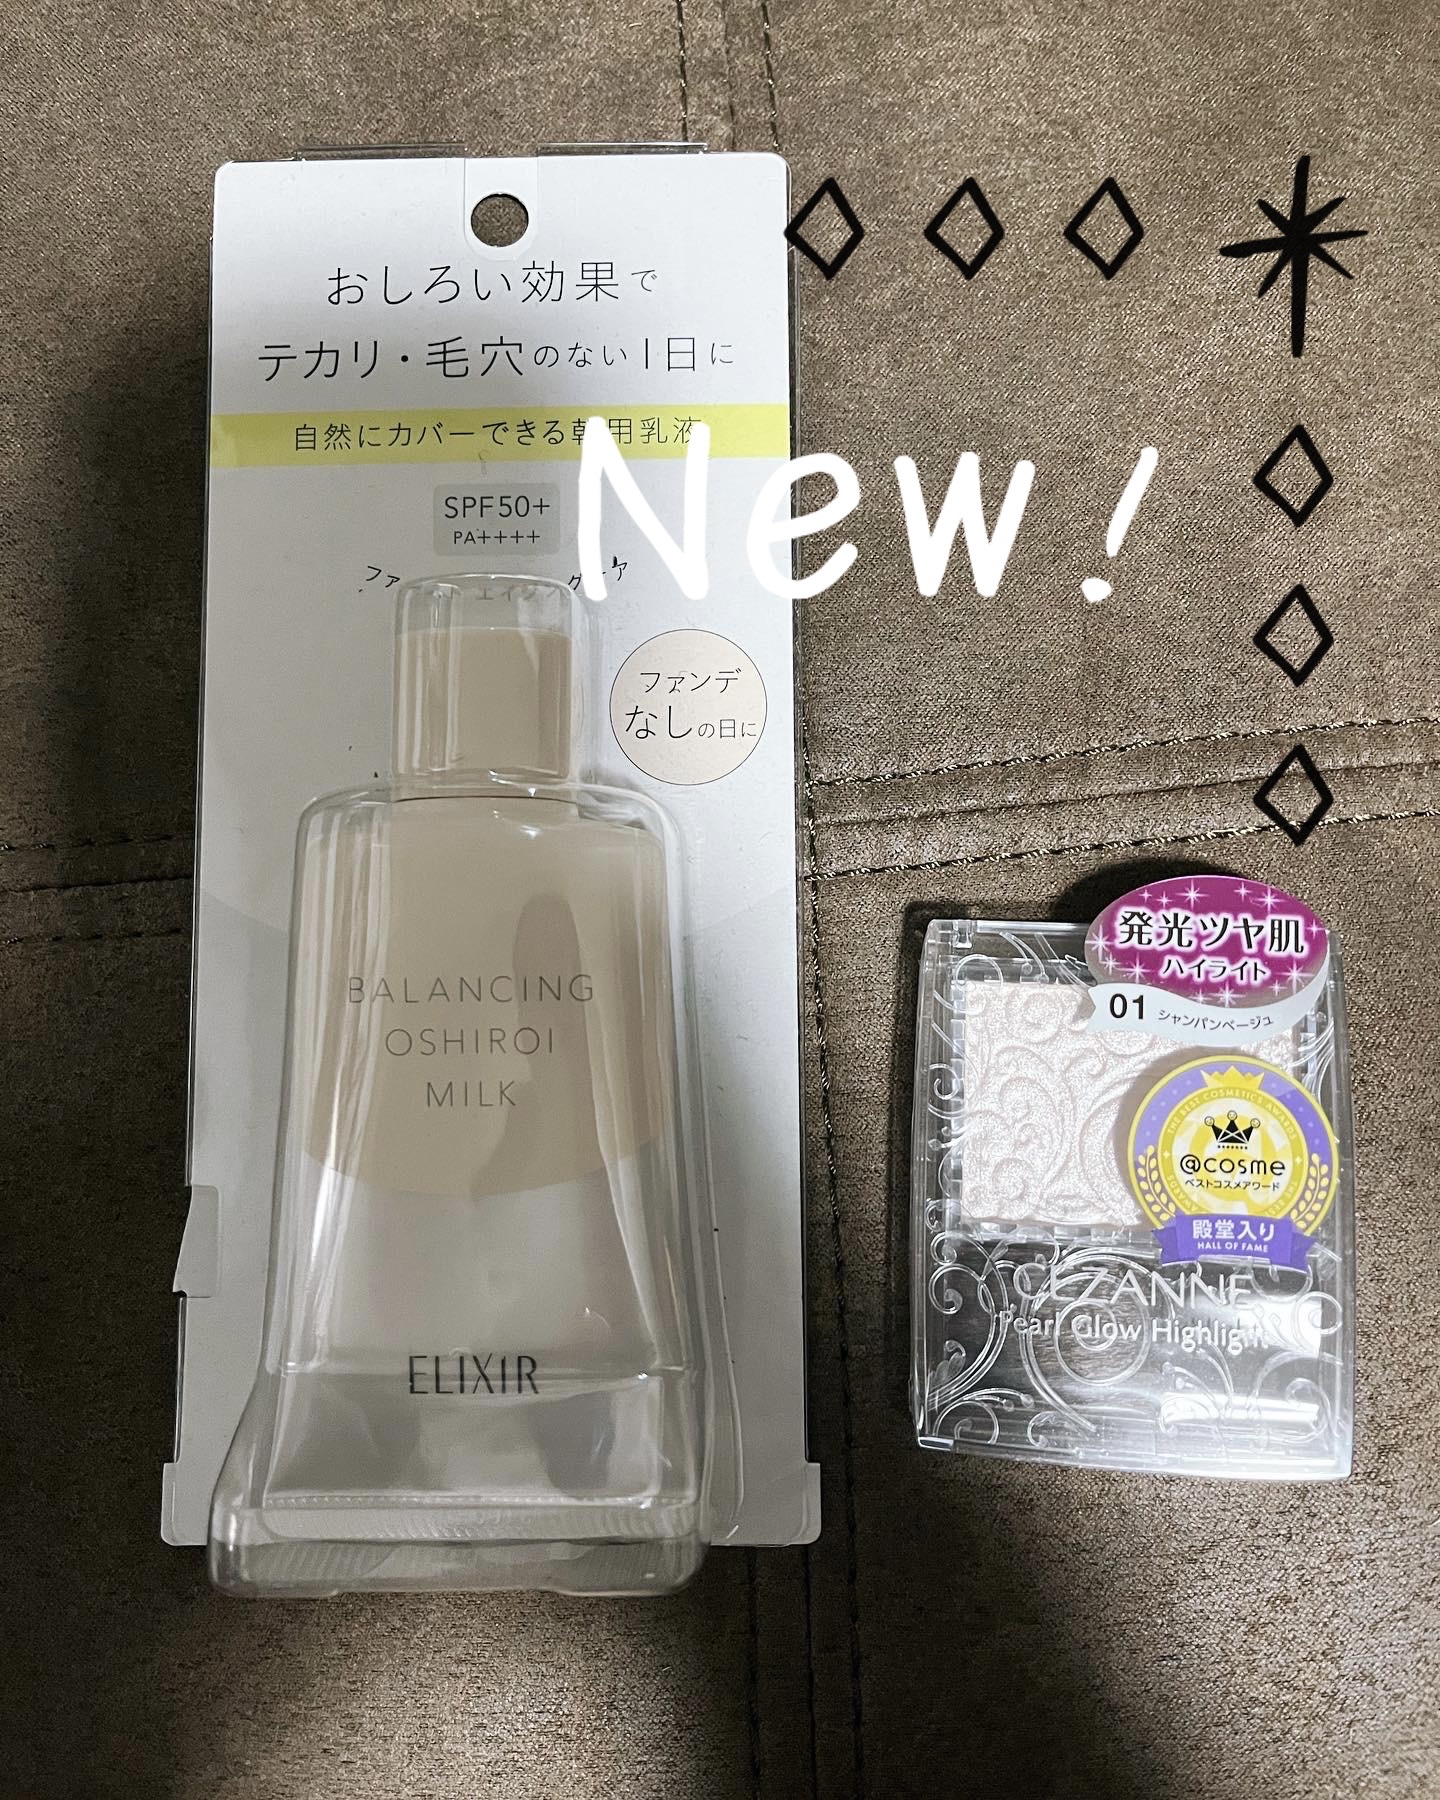 おしろい効果で
テカリ・毛穴のない1日に
自然にカバーできる 用乳液
SPF50+
PA++++
New!
ファンデ
なしの日に
BALANCING
OSHIROI
MILK
ELIXIR
発光ツヤ肌
ハイライト
01 シャンパンベージュ
THE BEST COSMETICS AWARDS
@cosme
ベストコスメアワード
殿堂入り
HALL OF FAME
CEZANNE
Pearl Glow Highlight